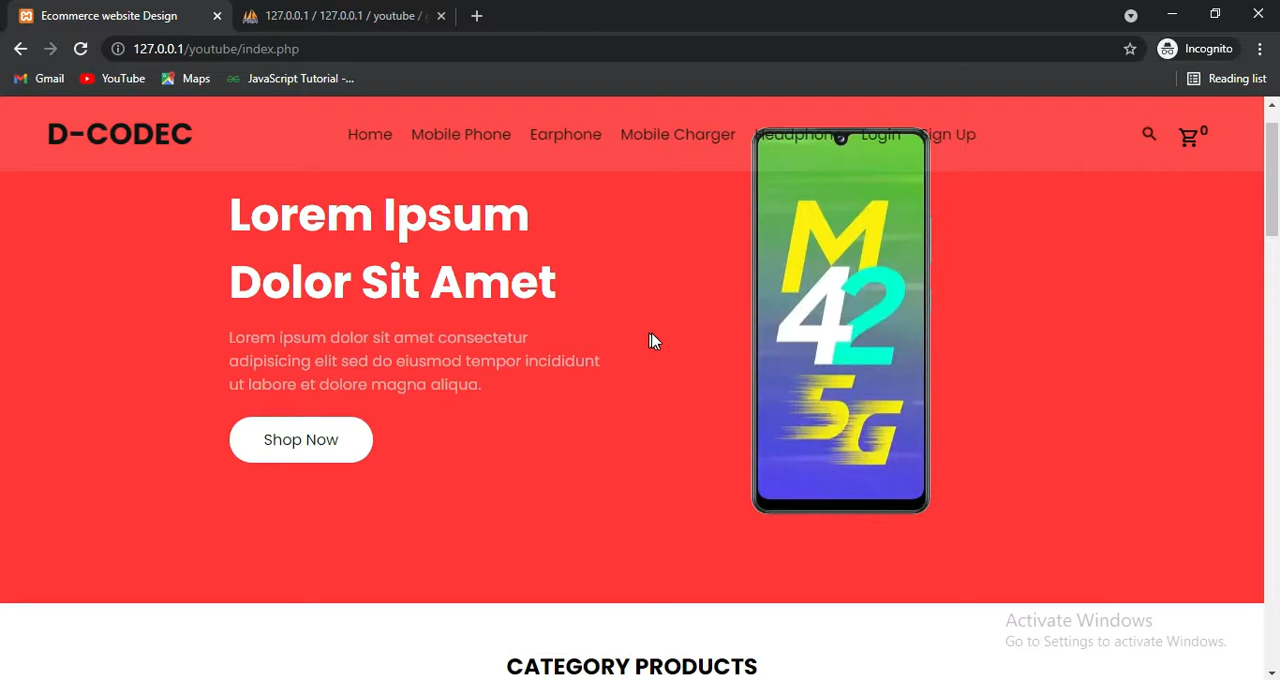 Ecommerce website Design
127.0.0.1 / 127.0.0.1 / youtube /
127.0.0.1/youtube/index.php
Incognito
Gmail
YouTube
Maps
JavaScript Tutorial -...
Reading list
D-CODEC
Home
Mobile Phone
Earphone
Mobile Charger
Headphone
Login
Sign Up
0
Lorem Ipsum
Dolor Sit Amet
Lorem ipsum dolor sit amet consectetur
adipisicing elit sed do eiusmod tempor incididunt
ut labore et dolore magna aliqua.
Shop Now
M
42
5G
Activate Windows
Go to Settings to activate Windows.
CATEGORY PRODUCTS